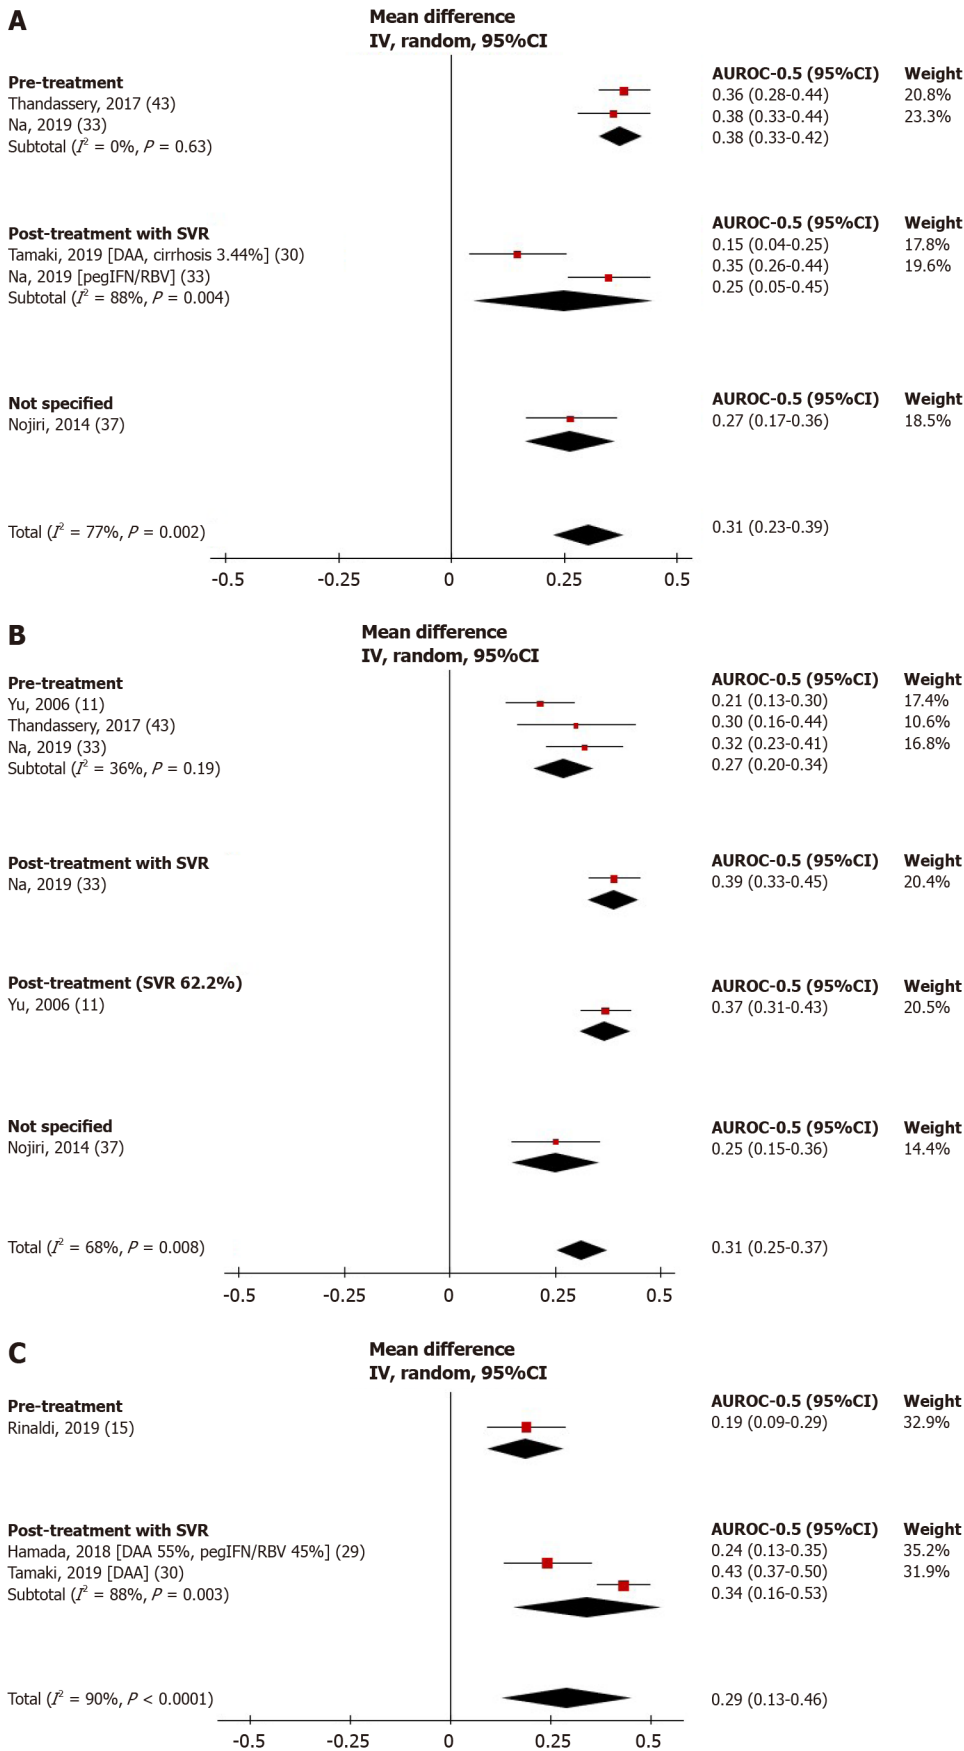 A
Mean difference
IV, random, 95%CI
Pre-treatment AUROC-0.5 (95%CI) Weight
Thandassery, 2017 (43) 0.36 (0.28-0.44) 20.8%
Na, 2019 (33) 0.38 (0.33-0.44) 23.3%
Subtotal (I² = 0%, P = 0.63) 0.38 (0.33-0.42)
Post-treatment with SVR AUROC-0.5 (95%CI) Weight
Tamaki, 2019 [DAA, cirrhosis 3.44%] (30) 0.15 (0.04-0.25) 17.8%
Na, 2019 [pegIFN/RBV] (33) 0.35 (0.26-0.44) 19.6%
Subtotal (I² = 88%, P = 0.004) 0.25 (0.05-0.45)
Not specified AUROC-0.5 (95%CI) Weight
Nojiri, 2014 (37) 0.27 (0.17-0.36) 18.5%
Total (I² = 77%, P = 0.002) 0.31 (0.23-0.39)
-0.5 -0.25 0 0.25 0.5
B
Mean difference
IV, random, 95%CI
Pre-treatment AUROC-0.5 (95%CI) Weight
Yu, 2006 (11) 0.21 (0.13-0.30) 17.4%
Thandassery, 2017 (43) 0.30 (0.16-0.44) 10.6%
Na, 2019 (33) 0.32 (0.23-0.41) 16.8%
Subtotal (I² = 36%, P = 0.19) 0.27 (0.20-0.34)
Post-treatment with SVR AUROC-0.5 (95%CI) Weight
Na, 2019 (33) 0.39 (0.33-0.45) 20.4%
Post-treatment (SVR 62.2%) AUROC-0.5 (95%CI) Weight
Yu, 2006 (11) 0.37 (0.31-0.43) 20.5%
Not specified AUROC-0.5 (95%CI) Weight
Nojiri, 2014 (37) 0.25 (0.15-0.36) 14.4%
Total (I² = 68%, P = 0.008) 0.31 (0.25-0.37)
-0.5 -0.25 0 0.25 0.5
C
Mean difference
IV, random, 95%CI
Pre-treatment AUROC-0.5 (95%CI) Weight
Rinaldi, 2019 (15) 0.19 (0.09-0.29) 32.9%
Post-treatment with SVR AUROC-0.5 (95%CI) Weight
Hamada, 2018 [DAA 55%, pegIFN/RBV 45%] (29) 0.24 (0.13-0.35) 35.2%
Tamaki, 2019 [DAA] (30) 0.43 (0.37-0.50) 31.9%
Subtotal (I² = 88%, P = 0.003) 0.34 (0.16-0.53)
Total (I² = 90%, P < 0.0001) 0.29 (0.13-0.46)
-0.5 -0.25 0 0.25 0.5